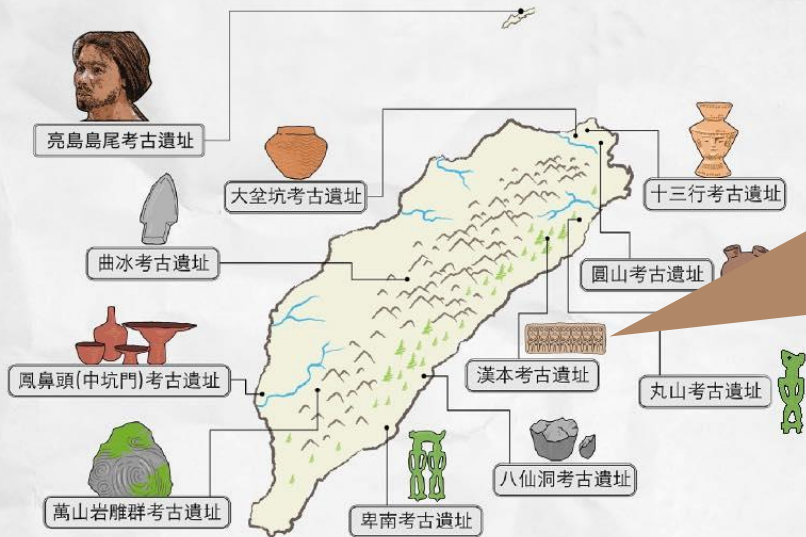 亮島島尾考古遺址
大坌坑考古遺址
十三行考古遺址
曲冰考古遺址
圓山考古遺址
鳳鼻頭(中坑門)考古遺址
漢本考古遺址
丸山考古遺址
萬山岩雕群考古遺址
卑南考古遺址
八仙洞考古遺址